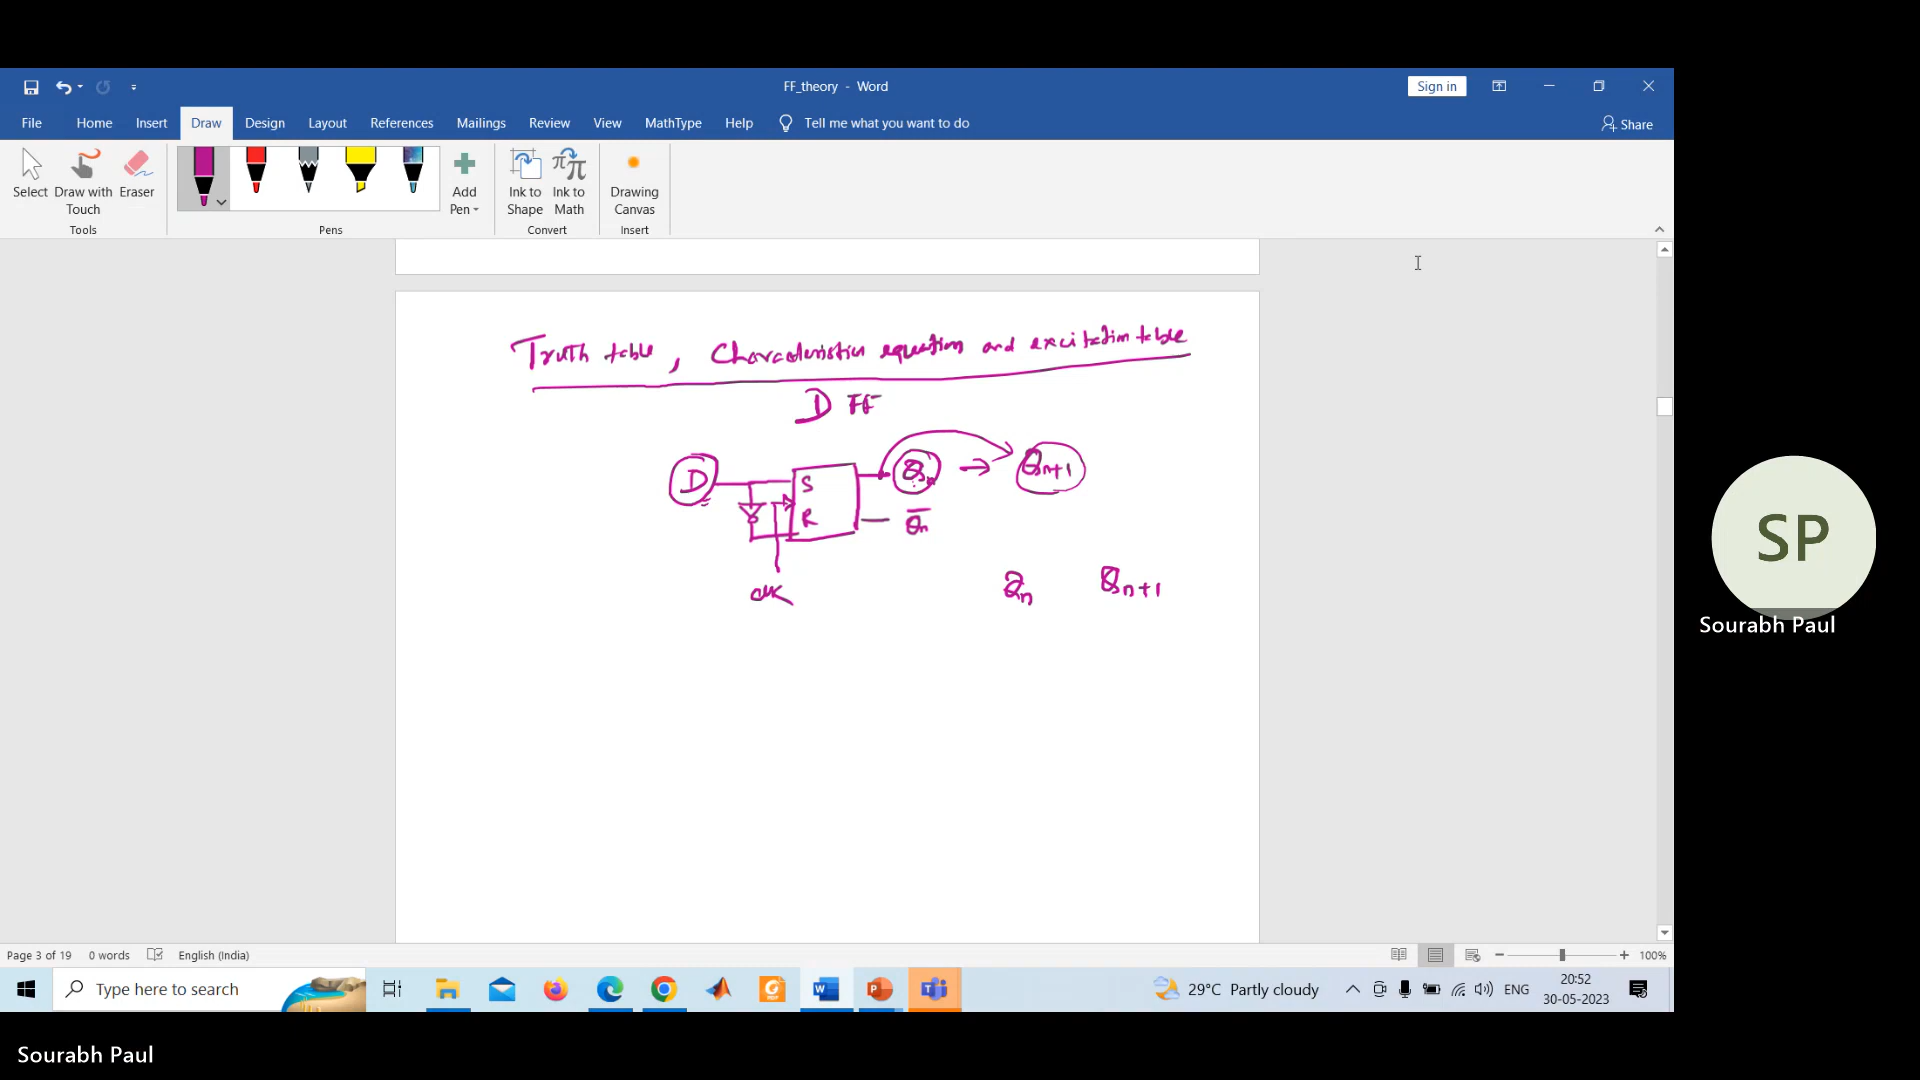 FF_theory - Word
Sign in
File Home Insert Draw Design Layout References Mailings Review View MathType Help Tell me what you want to do Share
Select Draw with Touch Eraser Add Pen Ink to Shape Ink to Math Drawing Canvas
Tools Pens Convert Insert
Truth table, Characteristics equation and excitation table
D FF
D S Qn → Qn+1
R Q̅n
clk
Qn Qn+1
SP
Sourabh Paul
Page 3 of 19 0 words English (India) 100%
Type here to search 29°C Partly cloudy ENG 20:52
30-05-2023
Sourabh Paul